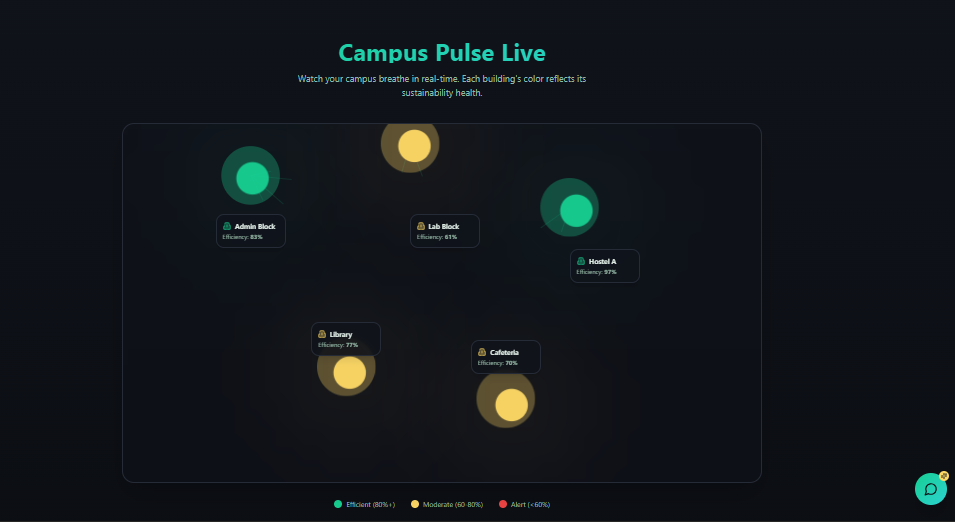 Campus Pulse Live
Watch your campus breathe in real-time. Each building's color reflects its
sustainability health.
Admin Block
Efficiency: 83%
Lab Block
Efficiency: 61%
Hostel A
Efficiency: 97%
Library
Efficiency: 77%
Cafeteria
Efficiency: 70%
Efficient (80%+)
Moderate (60-80%)
Alert (<60%)